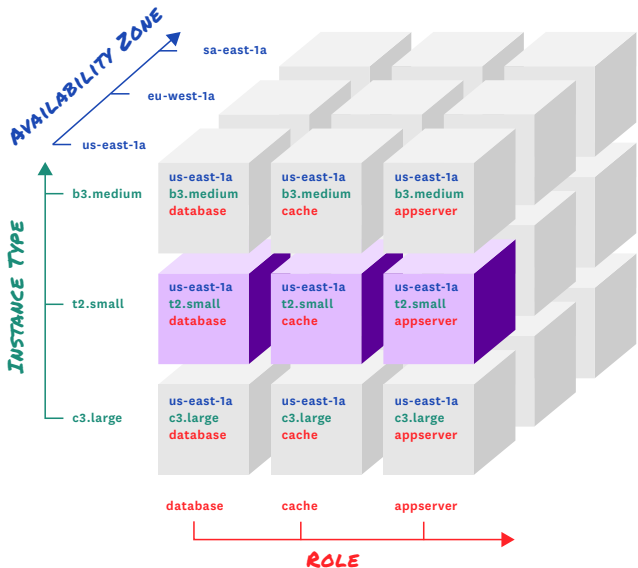 AVAILABILITY ZONE
sa-east-1a
eu-west-1a
us-east-1a
INSTANCE TYPE
b3.medium
t2.small
c3.large
us-east-1a
b3.medium
database
us-east-1a
b3.medium
cache
us-east-1a
b3.medium
appserver
us-east-1a
t2.small
database
us-east-1a
t2.small
cache
us-east-1a
t2.small
appserver
us-east-1a
c3.large
database
us-east-1a
c3.large
cache
us-east-1a
c3.large
appserver
database
cache
appserver
ROLE